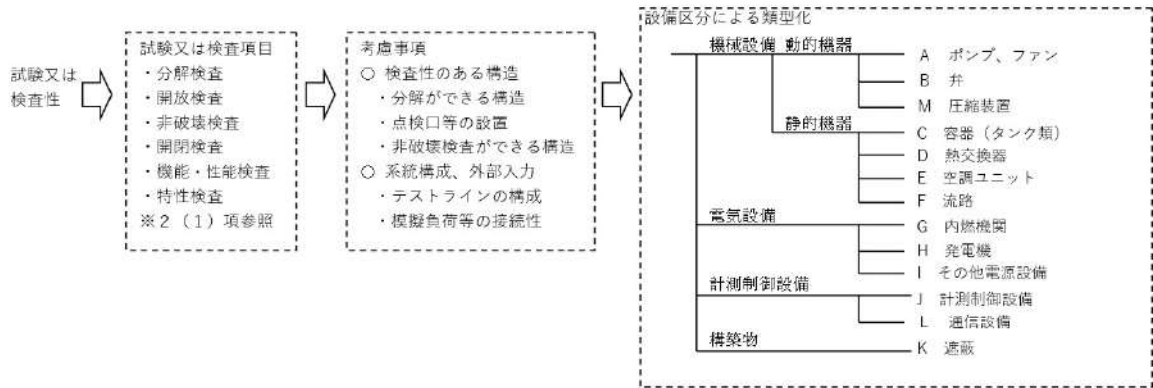 試験又は
検査性
試験又は検査項目
・分解検査
・開放検査
・非破壊検査
・開閉検査
・機能・性能検査
・特性検査
※2（1）項参照
考慮事項
○ 検査性のある構造
・分解ができる構造
・点検口等の設置
・非破壊検査ができる構造
○ 系統構成、外部入力
・テストラインの構成
・模擬負荷等の接続性
設備区分による類型化
機械設備 動的機器
A ポンプ、ファン
B 弁
M 圧縮装置
静的機器
C 容器（タンク類）
D 熱交換器
E 空調ユニット
F 流路
電気設備
G 内燃機関
H 発電機
I その他電源設備
計測制御設備
J 計測制御設備
L 通信設備
構築物
K 遮蔽